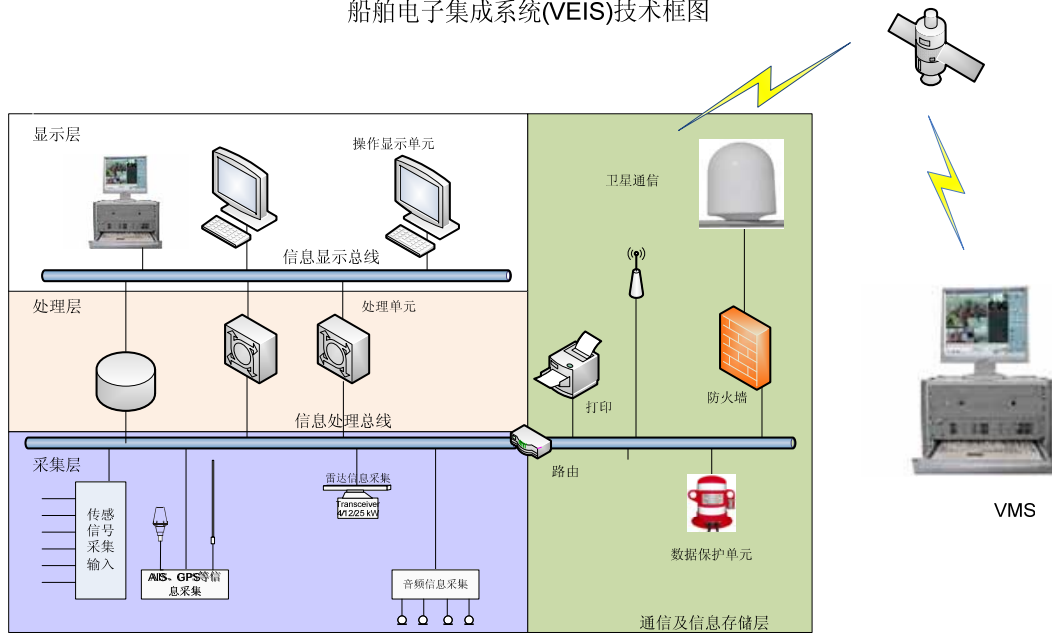 船舶电子集成系统(VEIS)技术框图
显示层
操作显示单元
卫星通信
信息显示总线
处理层
处理单元
防火墙
打印
信息处理总线
采集层
路由
雷达信息采集
Transceiver
4/12/25 kW
传感
信号
采集
输入
AIS、GPS等信
息采集
音频信息采集
数据保护单元
通信及信息存储层
VMS